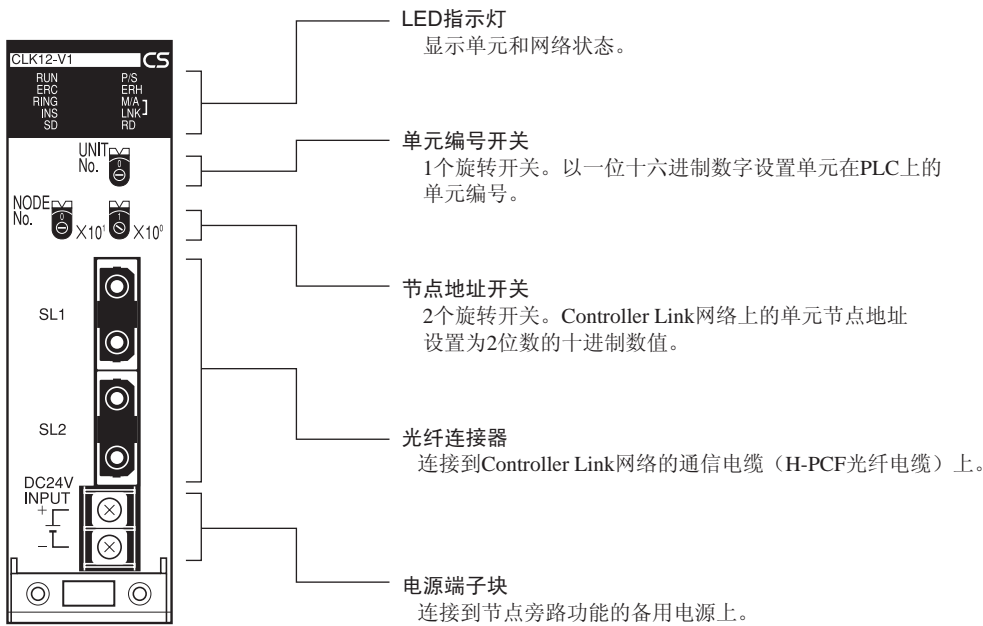 CLK12-V1 CS
RUN P/S
ERC ERH
RING M/A
INS LNK
SD RD
UNIT
No.
0
NODE
No.
0 ×10¹ 1 ×10⁰
SL1
SL2
DC24V
INPUT
+
−
LED指示灯
显示单元和网络状态。
单元编号开关
1个旋转开关。以一位十六进制数字设置单元在PLC上的
单元编号。
节点地址开关
2个旋转开关。Controller Link网络上的单元节点地址
设置为2位数的十进制数值。
光纤连接器
连接到Controller Link网络的通信电缆（H-PCF光纤电缆）上。
电源端子块
连接到节点旁路功能的备用电源上。